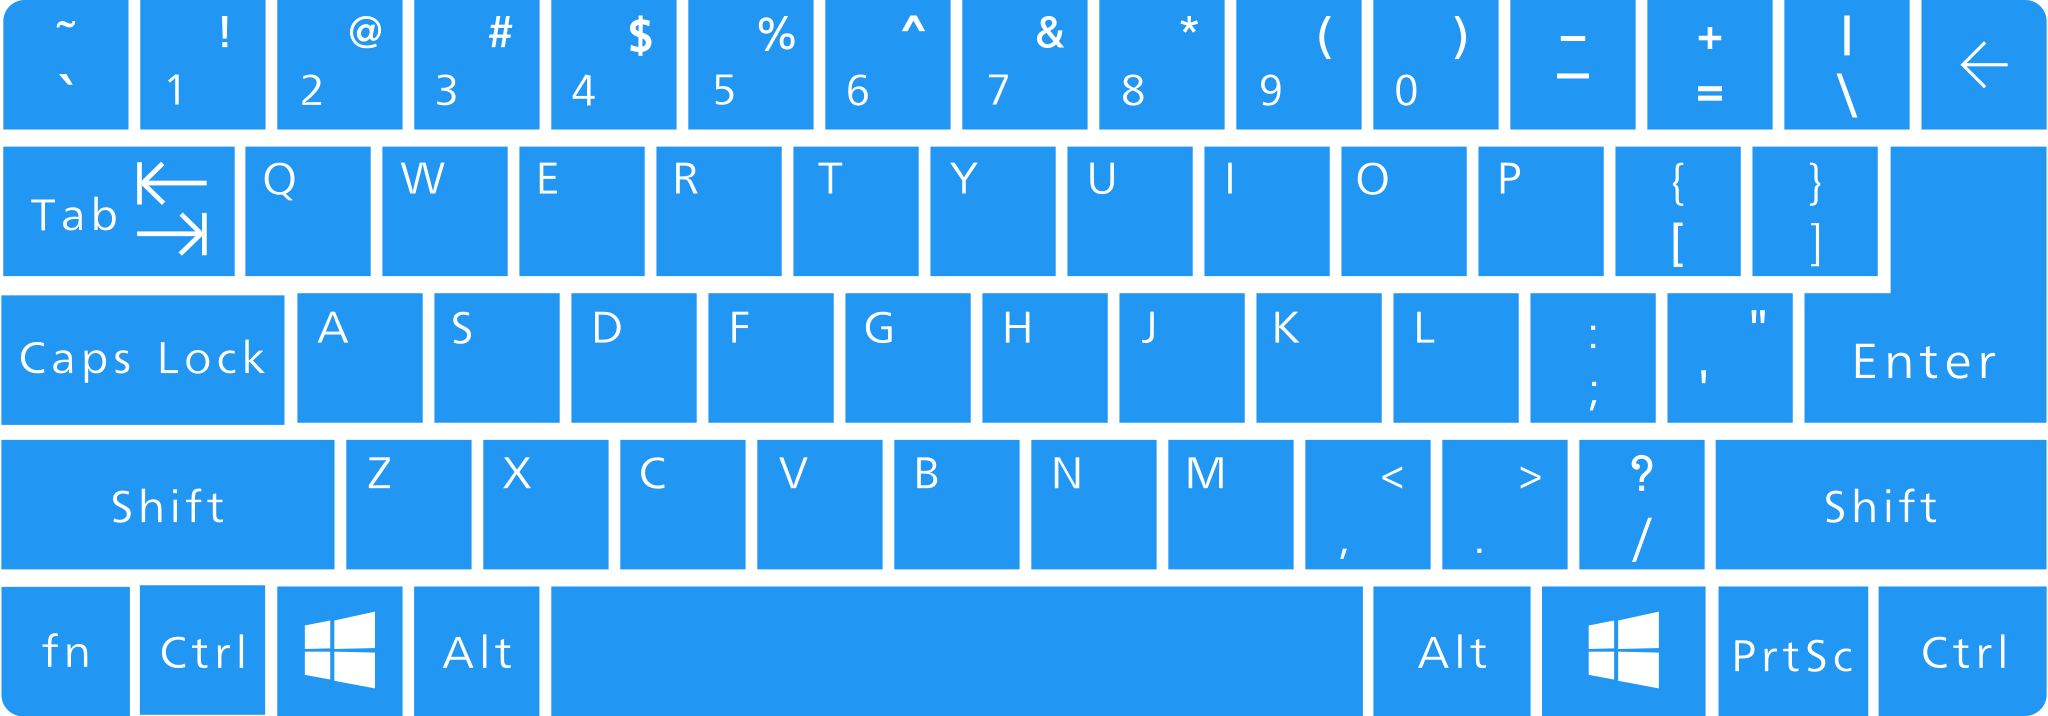 ~ ! @ # $ % ^ & * ( ) – + |
` 1 2 3 4 5 6 7 8 9 0 — = \ ←
Tab Q W E R T Y U I O P { }
[ ]
Caps Lock A S D F G H J K L : "
; ' Enter
Shift Z X C V B N M < > ?
, . / Shift
fn Ctrl Alt Alt PrtSc Ctrl